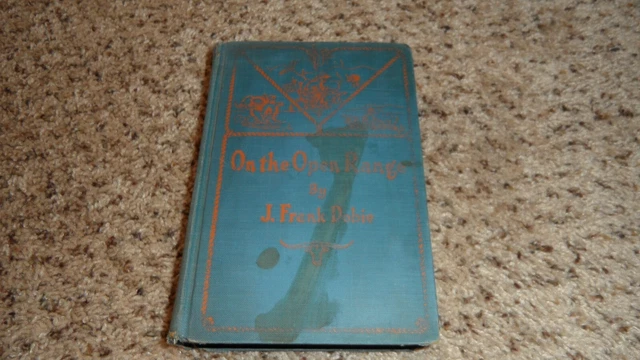 On the Open Range
By
J. Frank Dobie